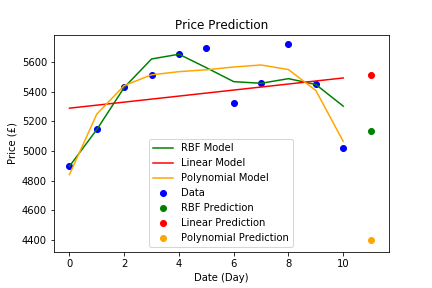 Price Prediction
Price (£)
5600
5400
5200
5000
4800
4600
4400
RBF Model
Linear Model
Polynomial Model
Data
RBF Prediction
Linear Prediction
Polynomial Prediction
0 2 4 6 8 10
Date (Day)